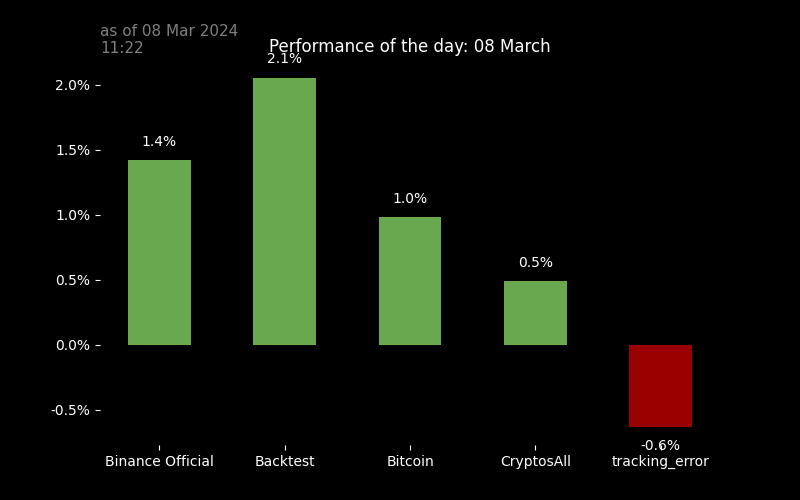 as of 08 Mar 2024
11:22
Performance of the day: 08 March
2.1%
2.0%
1.4%
1.5%
1.0%
1.0%
0.5%
0.5%
0.0%
-0.5%
-0.6%
Binance Official
Backtest
Bitcoin
CryptosAll
tracking_error